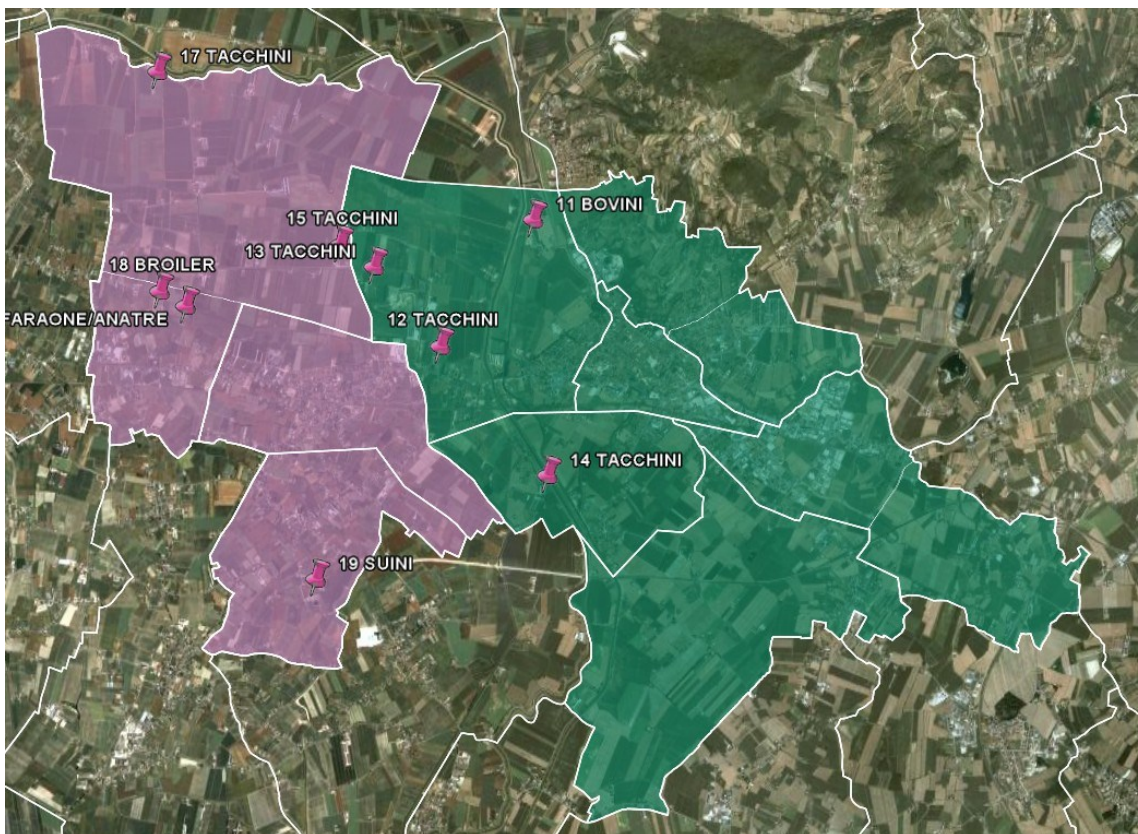 17 TACCHINI
11 BOVINI
15 TACCHINI
13 TACCHINI
18 BROILER
FARAONE/ANATRE
12 TACCHINI
14 TACCHINI
19 SUINI